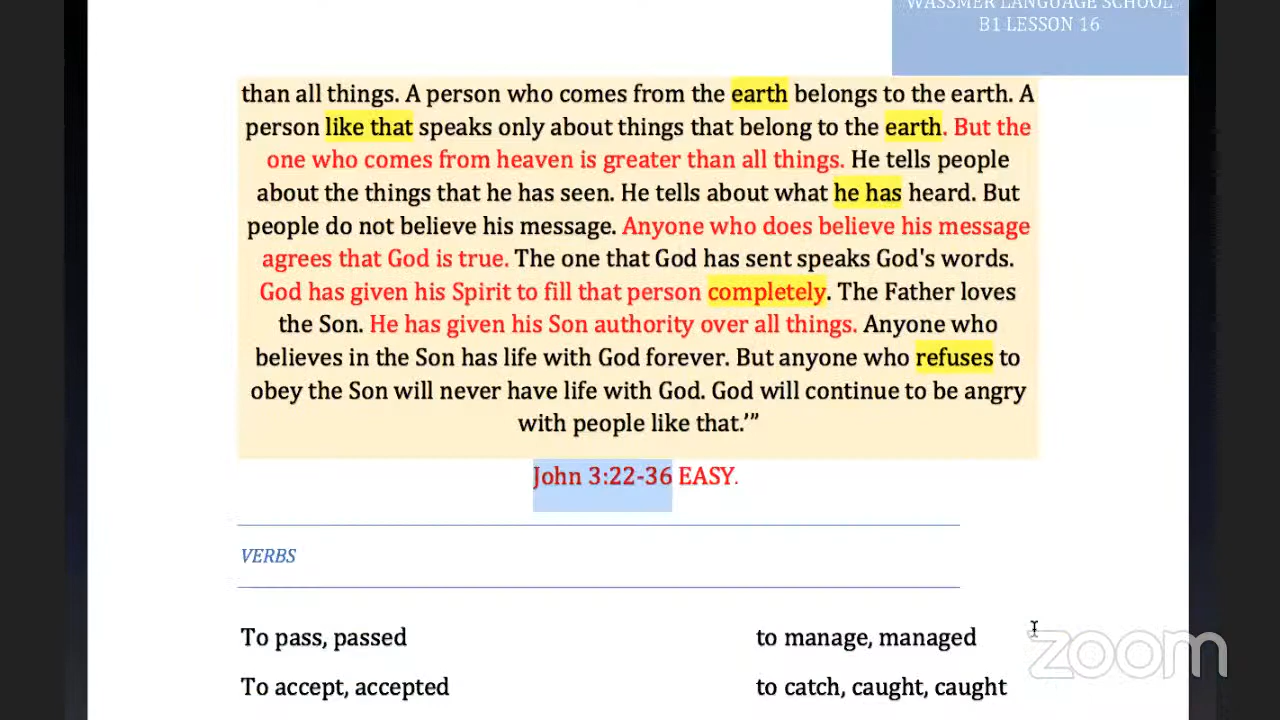 WASSMER LANGUAGE SCHOOL
B1 LESSON 16
than all things. A person who comes from the earth belongs to the earth. A
person like that speaks only about things that belong to the earth. But the
one who comes from heaven is greater than all things. He tells people
about the things that he has seen. He tells about what he has heard. But
people do not believe his message. Anyone who does believe his message
agrees that God is true. The one that God has sent speaks God's words.
God has given his Spirit to fill that person completely. The Father loves
the Son. He has given his Son authority over all things. Anyone who
believes in the Son has life with God forever. But anyone who refuses to
obey the Son will never have life with God. God will continue to be angry
with people like that.’”
John 3:22-36 EASY.
VERBS
To pass, passed to manage, managed
To accept, accepted to catch, caught, caught
zoom